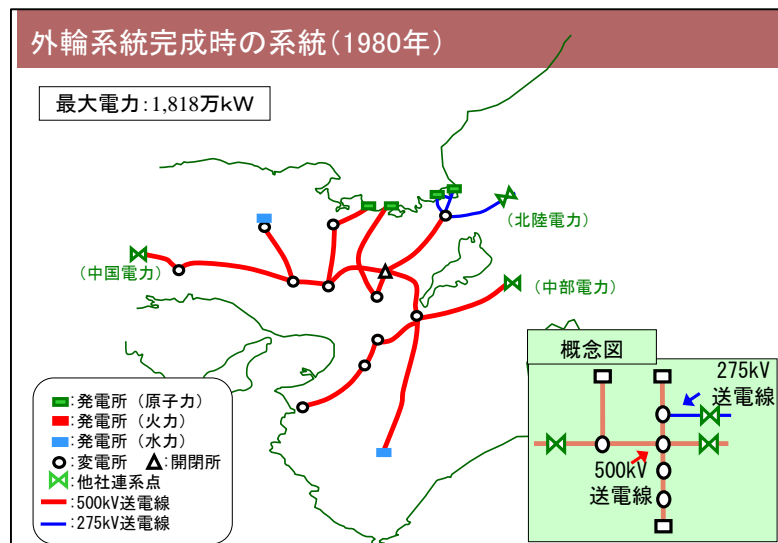 外輪系統完成時の系統(1980年)
最大電力:1,818万kW
(北陸電力)
(中国電力)
(中部電力)
:発電所(原子力)
:発電所(火力)
:発電所(水力)
:変電所 :開閉所
:他社連系点
:500kV送電線
:275kV送電線
概念図
275kV
送電線
500kV
送電線